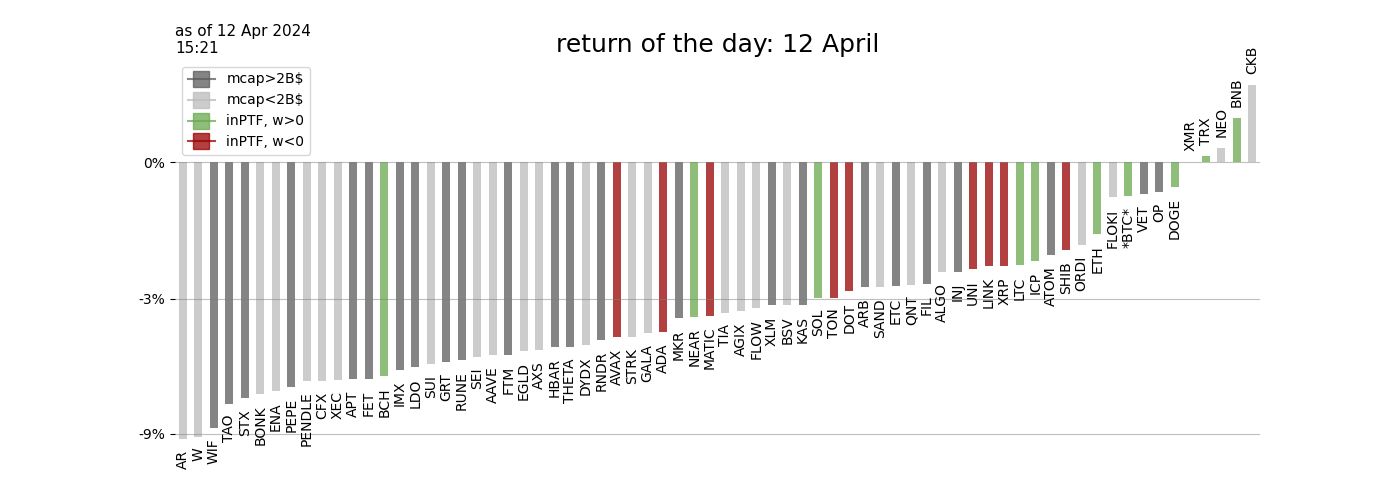 as of 12 Apr 2024
15:21
return of the day: 12 April
mcap>2B$
mcap<2B$
inPTF, w>0
inPTF, w<0
0%
-3%
-9%
AR
W
WIF
TAO
STX
BONK
ENA
PEPE
PENDLE
CFX
XEC
APT
FET
BCH
IMX
LDO
SUI
GRT
RUNE
SEI
AAVE
FTM
EGLD
AXS
HBAR
THETA
DYDX
RNDR
AVAX
STRK
GALA
ADA
MKR
NEAR
MATIC
TIA
AGIX
FLOW
XLM
BSV
KAS
SOL
TON
DOT
ARB
SAND
ETC
QNT
FIL
ALGO
INJ
UNI
LINK
XRP
LTC
ICP
ATOM
SHIB
ORDI
ETH
FLOKI
*BTC*
VET
OP
DOGE
XMR
TRX
NEO
BNB
CKB